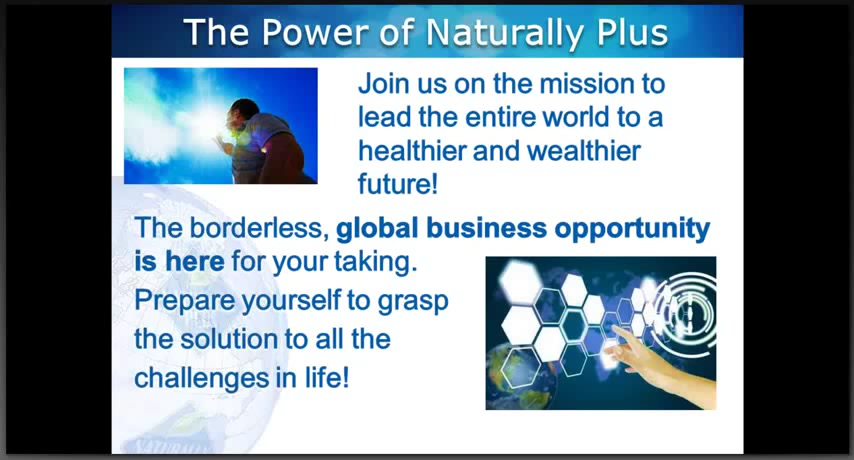 The Power of Naturally Plus
Join us on the mission to
lead the entire world to a
healthier and wealthier
future!
The borderless, global business opportunity
is here for your taking.
Prepare yourself to grasp
the solution to all the
challenges in life!